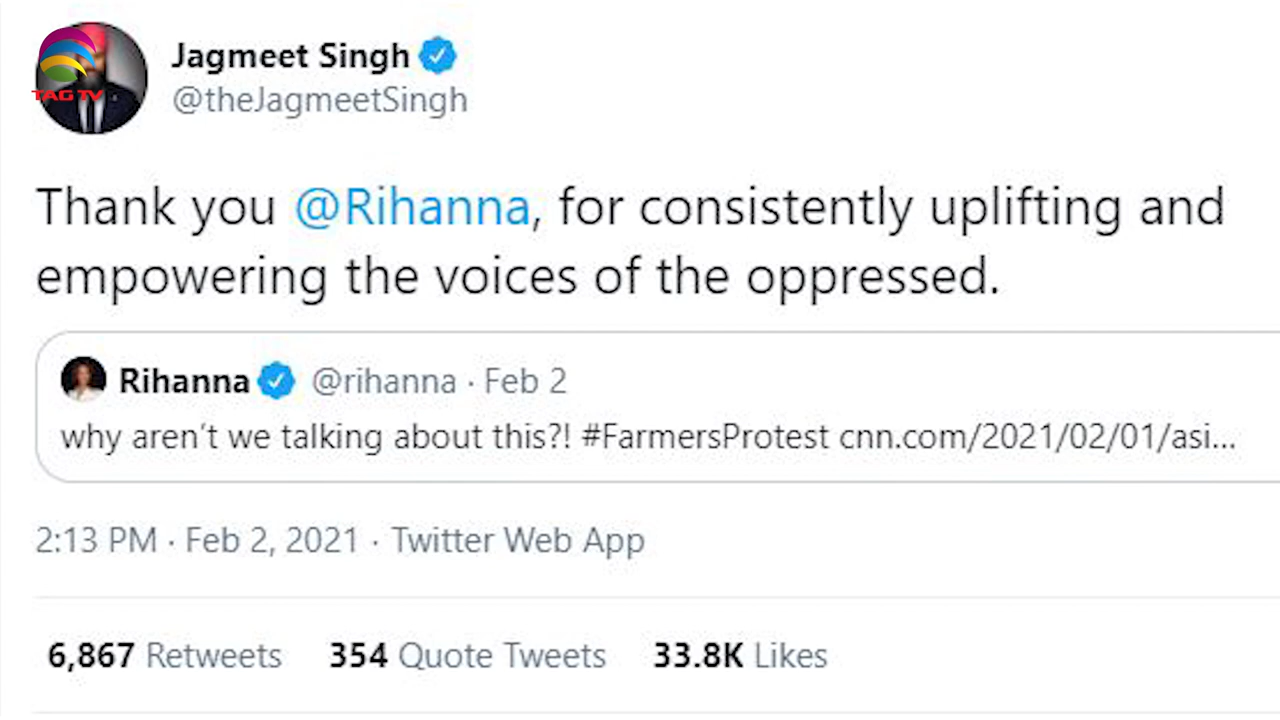 TAG TV
Jagmeet Singh
@theJagmeetSingh
Thank you @Rihanna, for consistently uplifting and
empowering the voices of the oppressed.
Rihanna @rihanna · Feb 2
why aren't we talking about this?! #FarmersProtest cnn.com/2021/02/01/asi...
2:13 PM · Feb 2, 2021 · Twitter Web App
6,867 Retweets 354 Quote Tweets 33.8K Likes